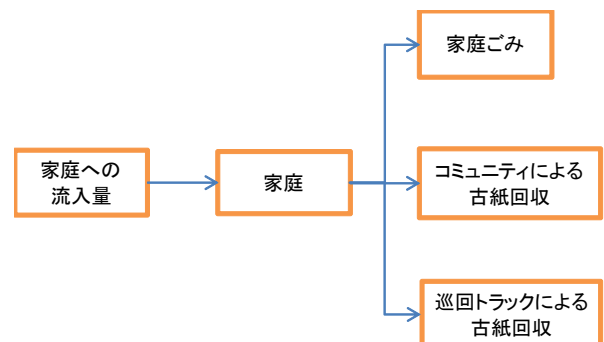 家庭ごみ
家庭への
流入量
家庭
コミュニティによる
古紙回収
巡回トラックによる
古紙回収